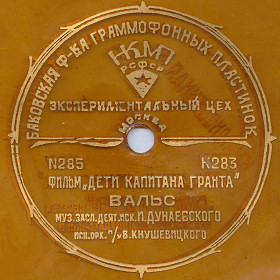 БАКОВСКАЯ Ф-КА ГРАММОФОННЫХ ПЛАСТИНОК
НКМП
РСФСР
ЭКСПЕРИМЕНТАЛЬНЫЙ ЦЕХ
МОСКВА
N285 К283
ФИЛЬМ „ДЕТИ КАПИТАНА ГРАНТА"
ВАЛЬС
МУЗ. ЗАСЛ. ДЕЯТ. ИСК. И. ДУНАЕВСКОГО
ИСП. ОРК. П/У В. КНУШЕВИЦКОГО